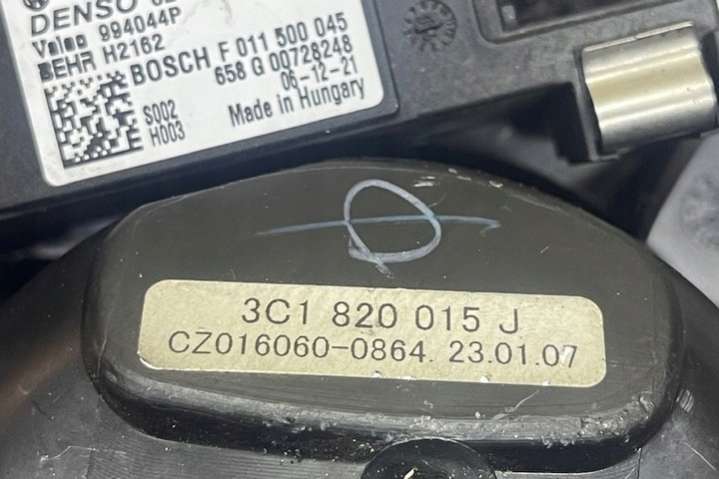 DENSO
Valeo 994044P
BEHR H2162
BOSCH F 011 500 045
658 G 00728248
06-12-21
Made in Hungary
S002
H003
3C1 820 015 J
CZ016060-0864. 23.01.07